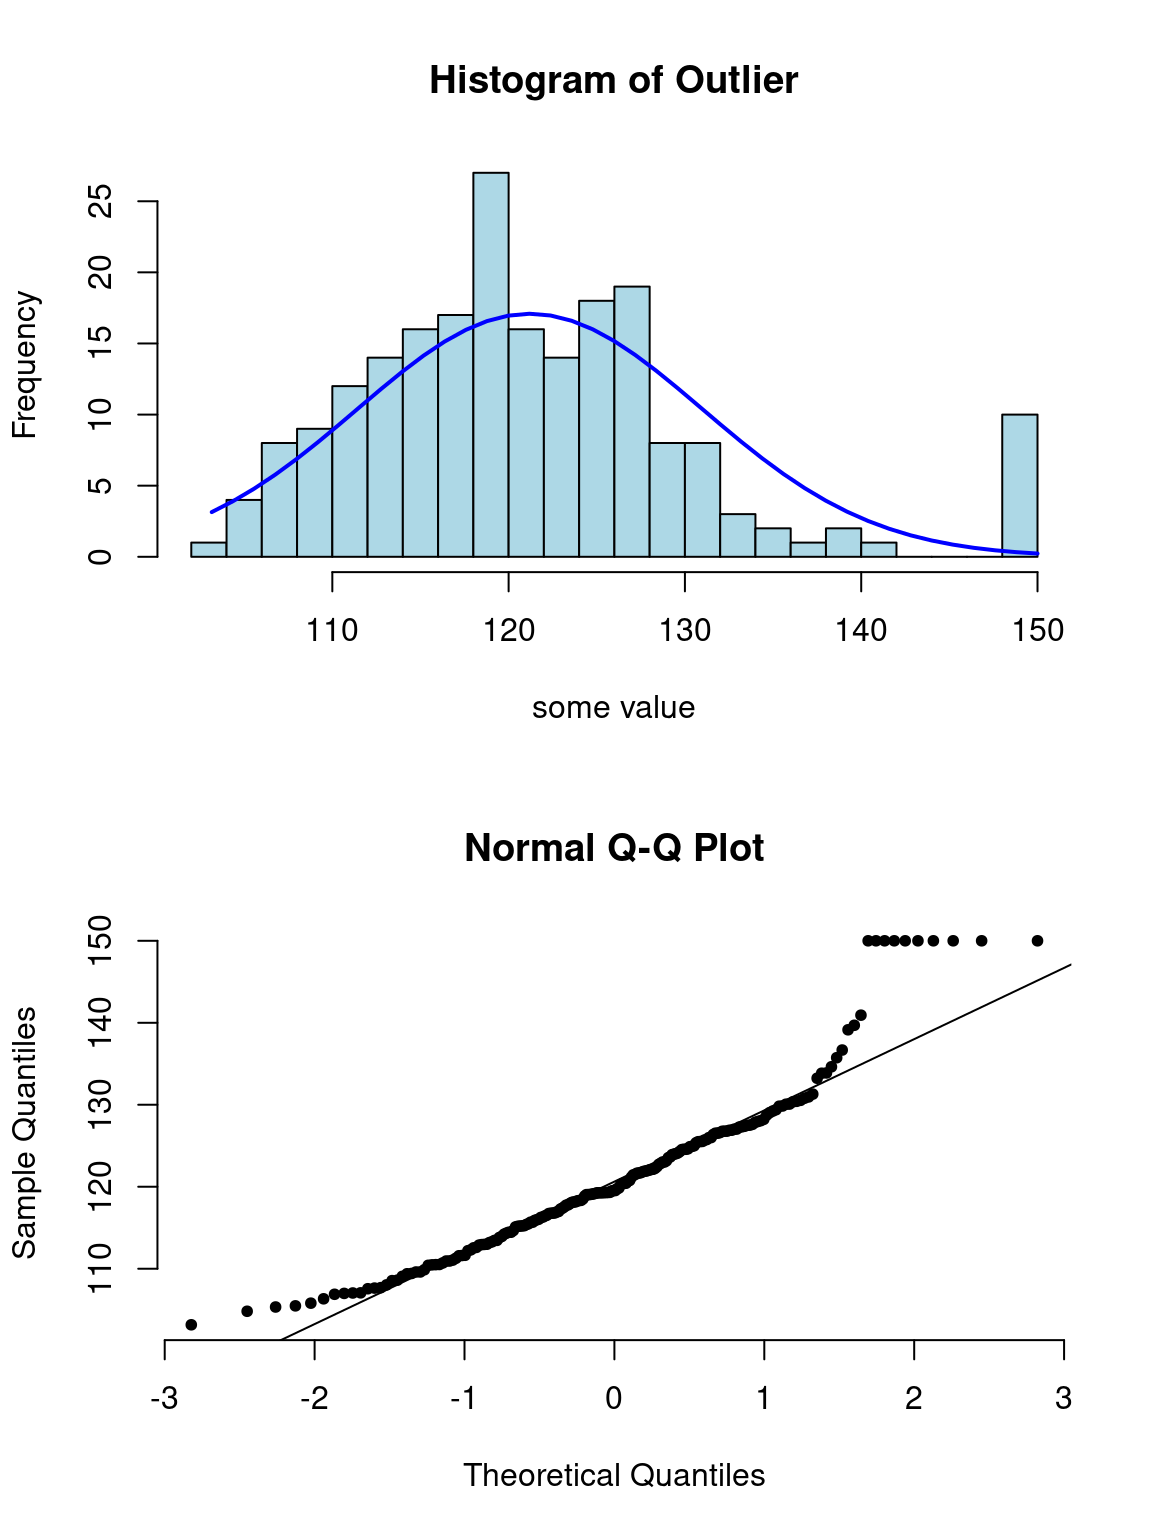 Histogram of Outlier
Frequency
25
20
15
10
5
0
110 120 130 140 150
some value
Normal Q-Q Plot
Sample Quantiles
150
140
130
120
110
-3 -2 -1 0 1 2 3
Theoretical Quantiles